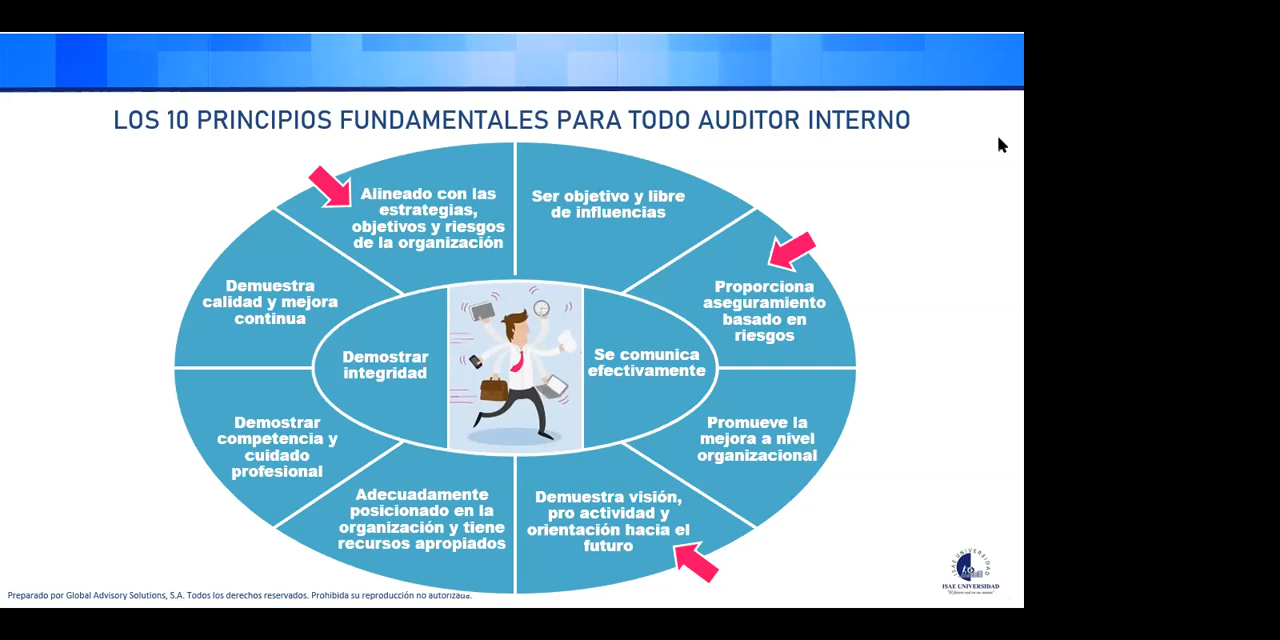 LOS 10 PRINCIPIOS FUNDAMENTALES PARA TODO AUDITOR INTERNO
Alineado con las
estrategias,
objetivos y riesgos
de la organización
Ser objetivo y libre
de influencias
Proporciona
aseguramiento
basado en
riesgos
Demuestra
calidad y mejora
continua
Demostrar
integridad
Se comunica
efectivamente
Demostrar
competencia y
cuidado
profesional
Promueve la
mejora a nivel
organizacional
Adecuadamente
posicionado en la
organización y tiene
recursos apropiados
Demuestra visión,
pro actividad y
orientación hacia el
futuro
ISAE UNIVERSIDAD
ISAE UNIVERSIDAD
Preparado por Global Advisory Solutions, S.A. Todos los derechos reservados. Prohibida su reproducción no autorizada.